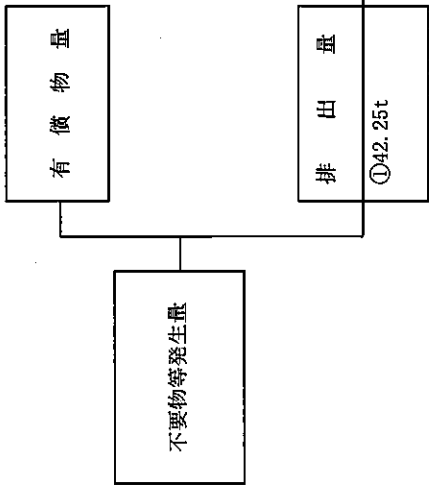 有償物量
排出量
①42.25t
不要物等発生量